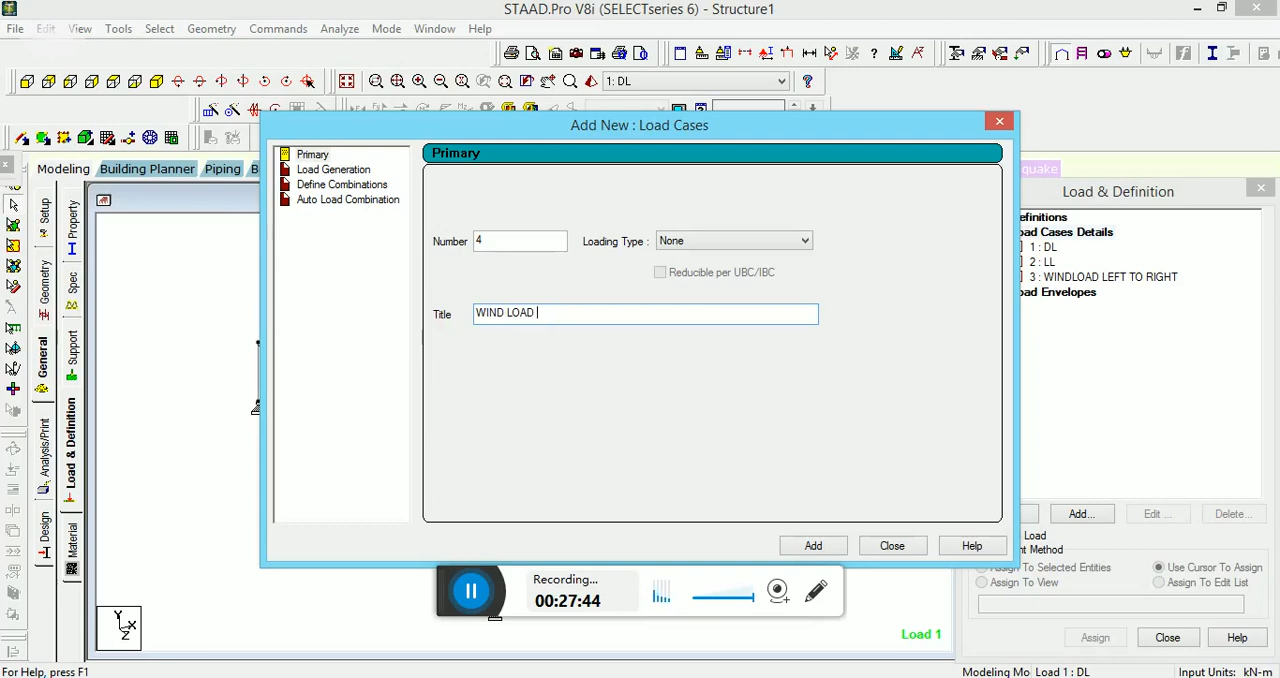 STAAD.Pro V8i (SELECTseries 6) - Structure1
File Edit View Tools Select Geometry Commands Analyze Mode Window Help
1: DL
Add New : Load Cases
Modeling Building Planner Piping B
quake
Primary
Load Generation
Define Combinations
Auto Load Combination
Primary
Number 4 Loading Type : None
Reducible per UBC/IBC
Title WIND LOAD
Add Close Help
Setup
Geometry
General
Analysis/Print
Design
Property
Spec
Support
Load & Definition
Material
Load & Definition
finitions
oad Cases Details
1 : DL
2 : LL
3 : WINDLOAD LEFT TO RIGHT
oad Envelopes
Add... Edit ... Delete...
Load
nt Method
Assign To Selected Entities Use Cursor To Assign
Assign To View Assign To Edit List
Assign Close Help
Recording...
00:27:44
Y
X
Z
Load 1
For Help, press F1 Modeling Mo Load 1 : DL Input Units: kN-m